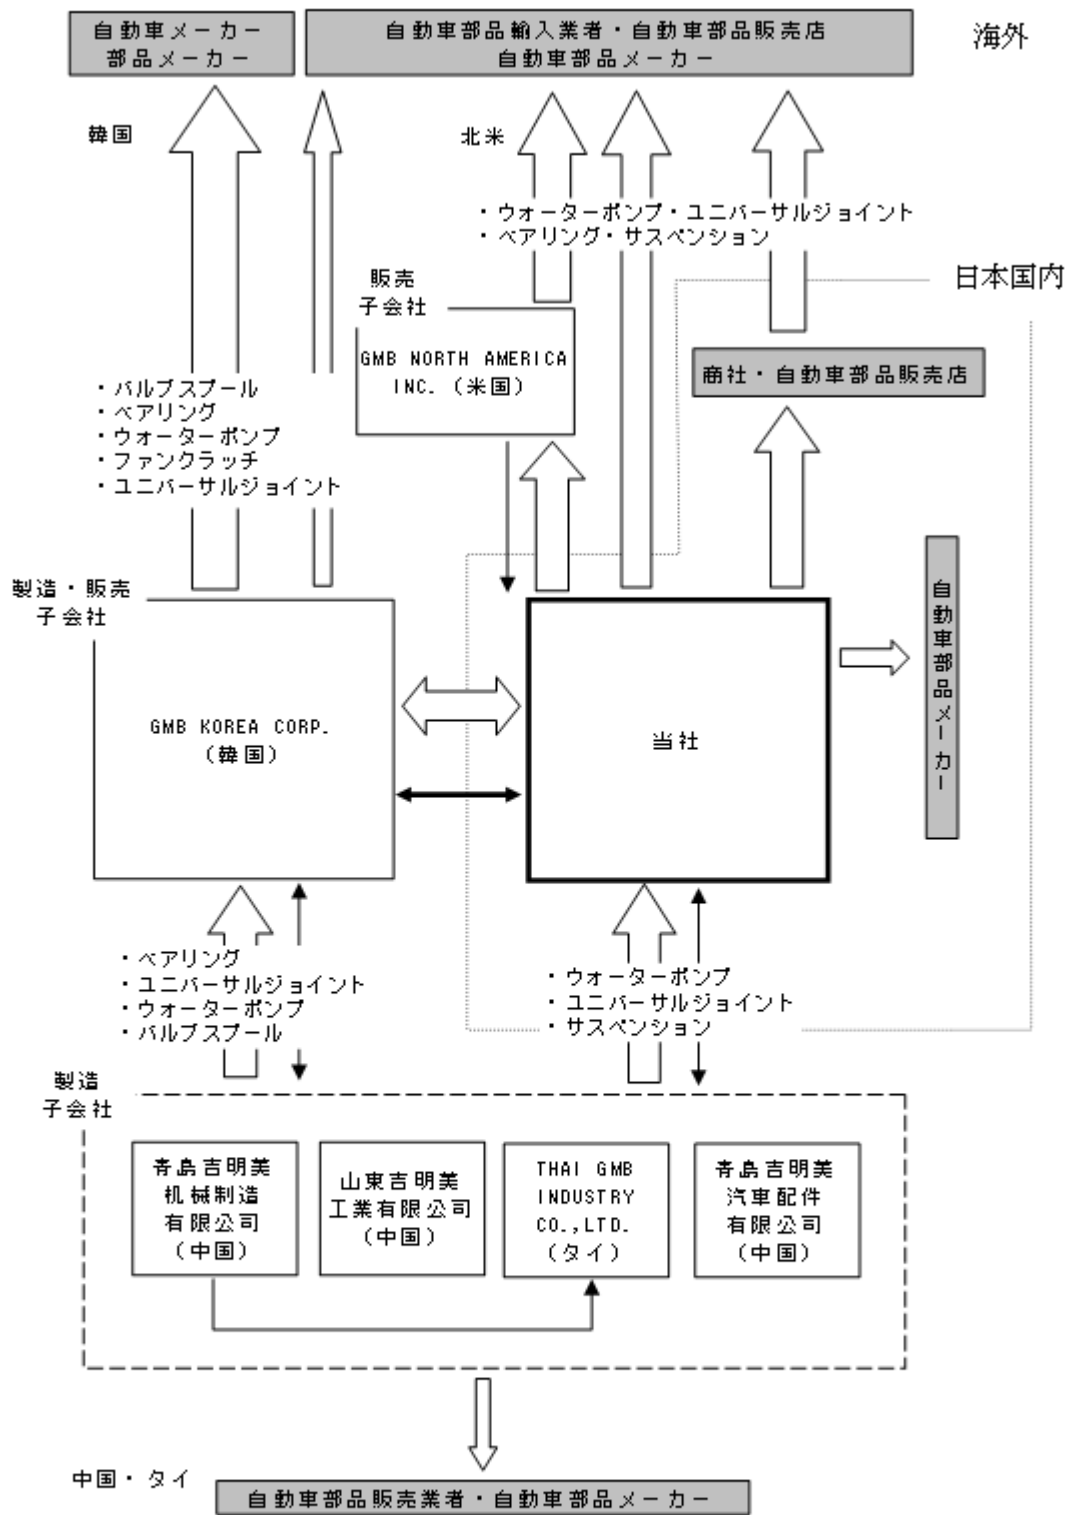 自動車メーカー
部品メーカー
自動車部品輸入業者・自動車部品販売店
自動車部品メーカー
海外
韓国
北米
・ウォーターポンプ・ユニバーサルジョイント
・ベアリング・サスペンション
日本国内
販売
子会社
GMB NORTH AMERICA
INC.（米国）
商社・自動車部品販売店
・バルブスプール
・ベアリング
・ウォーターポンプ
・ファンクラッチ
・ユニバーサルジョイント
製造・販売
子会社
GMB KOREA CORP.
（韓国）
当社
自動車部品メーカー
・ベアリング
・ユニバーサルジョイント
・ウォーターポンプ
・バルブスプール
・ウォーターポンプ
・ユニバーサルジョイント
・サスペンション
製造
子会社
青島吉明美
机械制造
有限公司
（中国）
山東吉明美
工業有限公司
（中国）
THAI GMB
INDUSTRY
CO.,LTD.
（タイ）
青島吉明美
汽車配件
有限公司
（中国）
中国・タイ
自動車部品販売業者・自動車部品メーカー